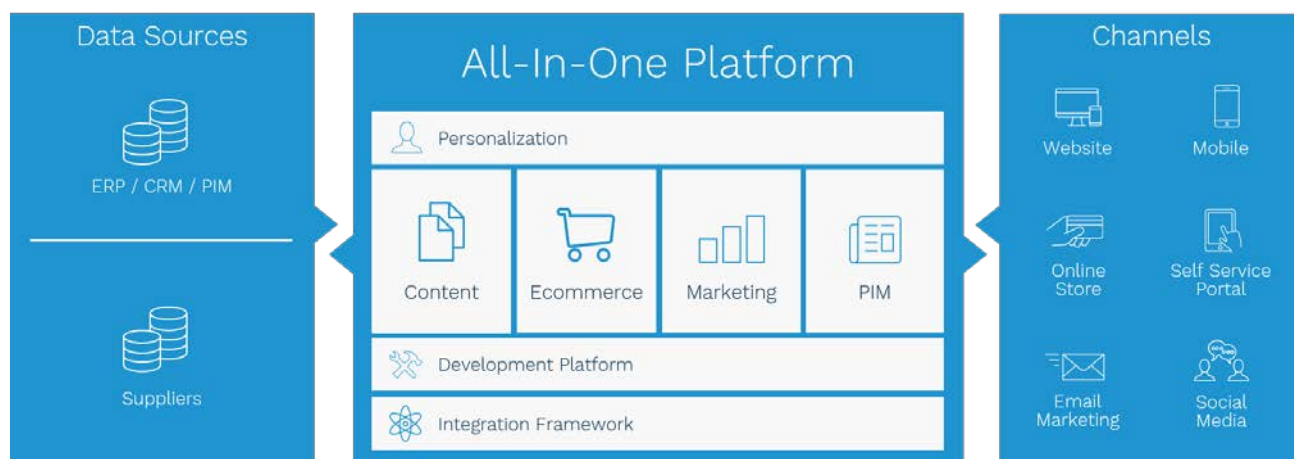 Data Sources
ERP / CRM / PIM
Suppliers
All-In-One Platform
Personalization
Content
Ecommerce
Marketing
PIM
Development Platform
Integration Framework
Channels
Website
Mobile
Online
Store
Self Service
Portal
Email
Marketing
Social
Media